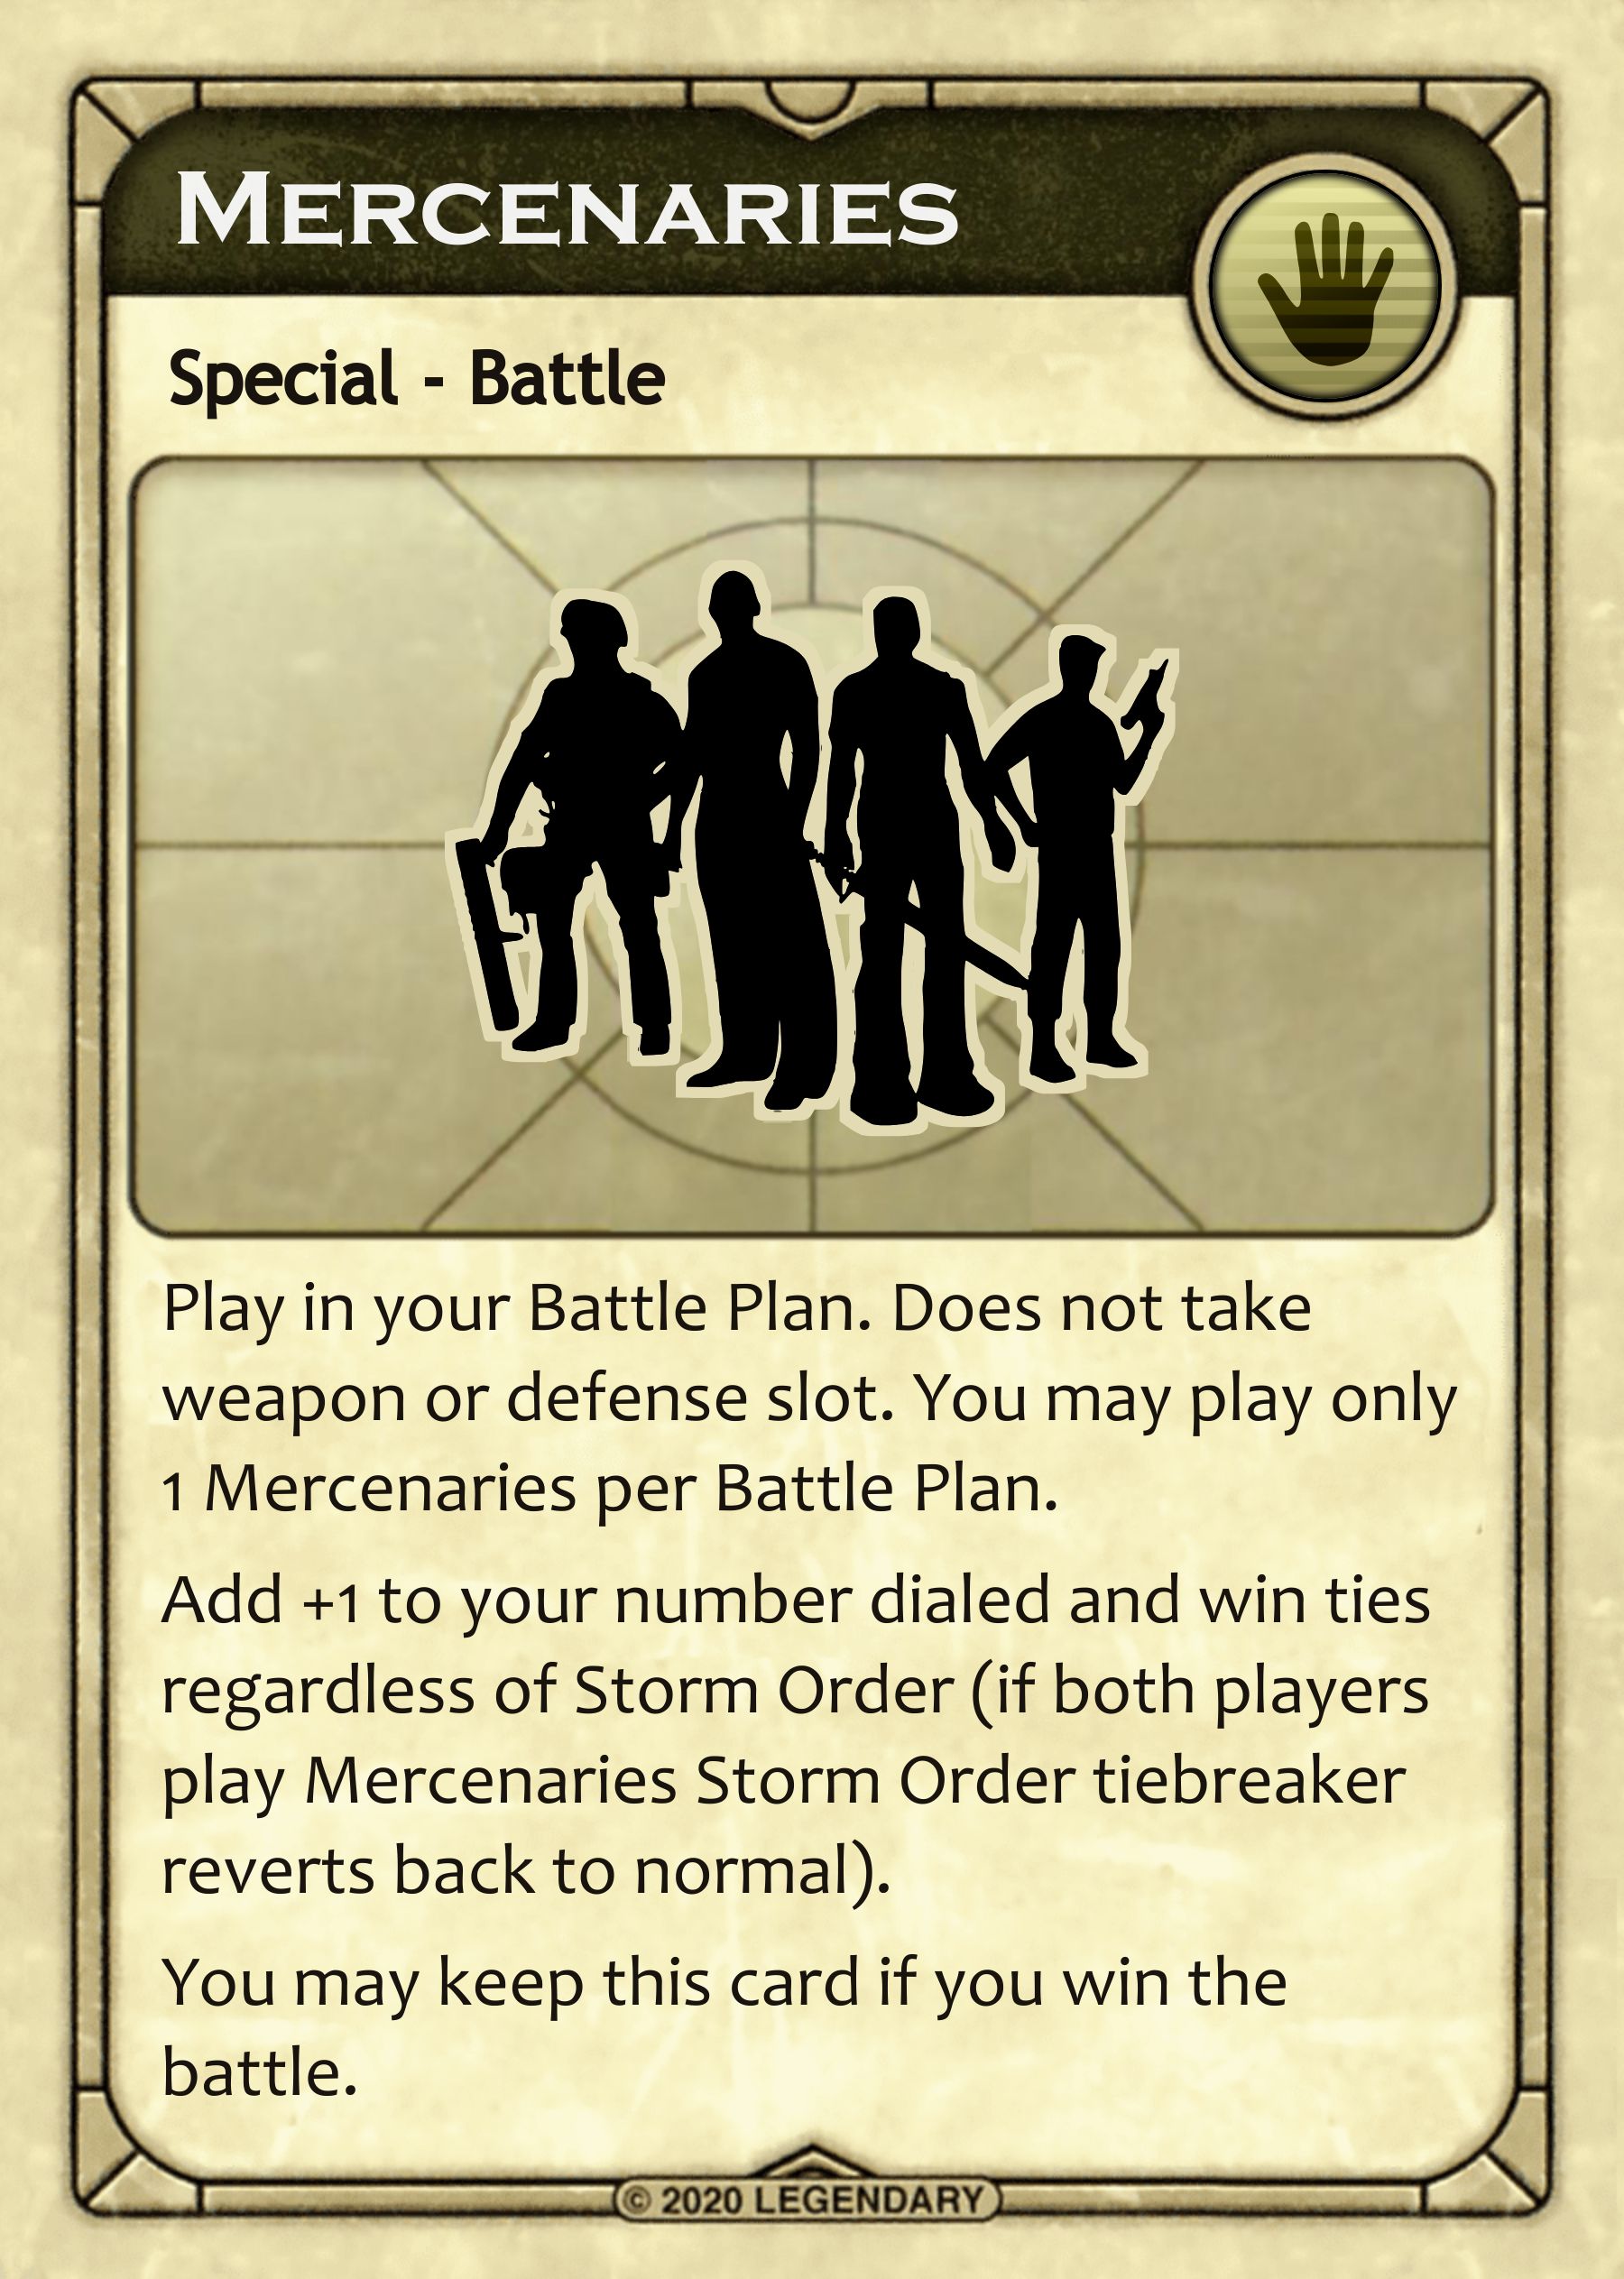 MERCENARIES
Special - Battle
Play in your Battle Plan. Does not take
weapon or defense slot. You may play only
1 Mercenaries per Battle Plan.
Add +1 to your number dialed and win ties
regardless of Storm Order (if both players
play Mercenaries Storm Order tiebreaker
reverts back to normal).
You may keep this card if you win the
battle.
© 2020 LEGENDARY